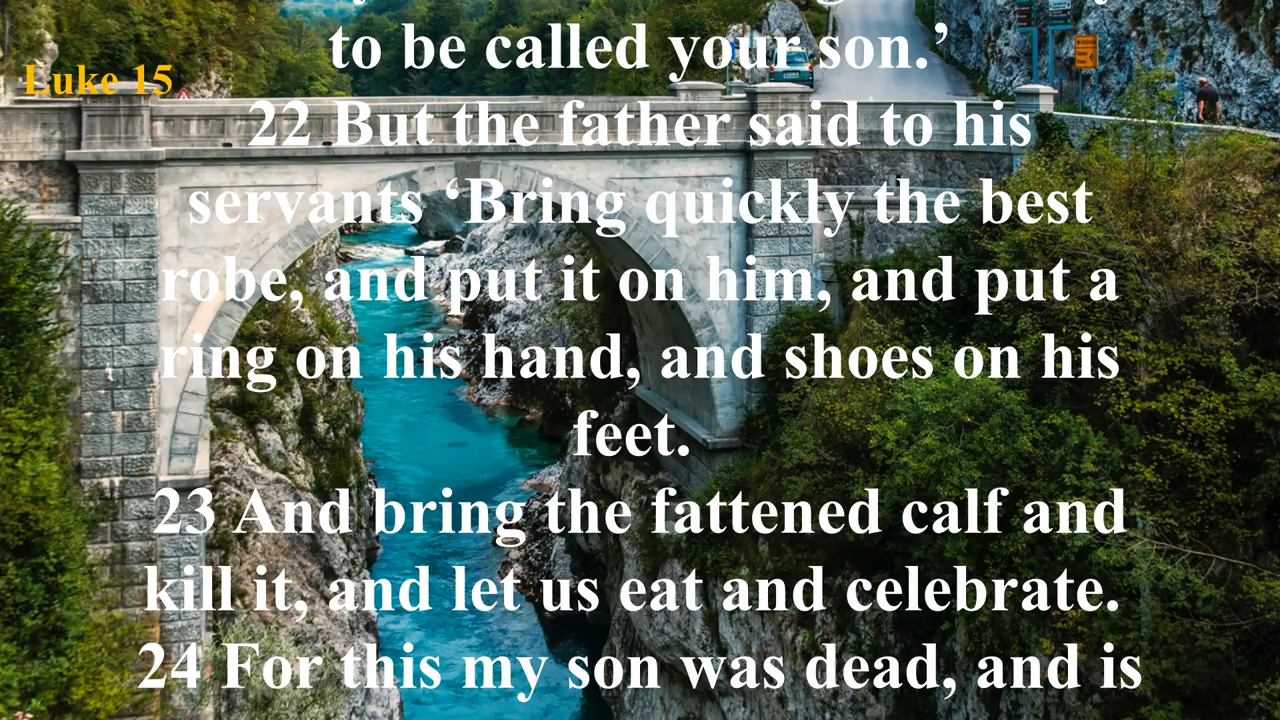 to be called your son.’
Luke 15
22 But the father said to his
servants ‘Bring quickly the best
robe, and put it on him, and put a
ring on his hand, and shoes on his
feet.
23 And bring the fattened calf and
kill it, and let us eat and celebrate.
24 For this my son was dead, and is